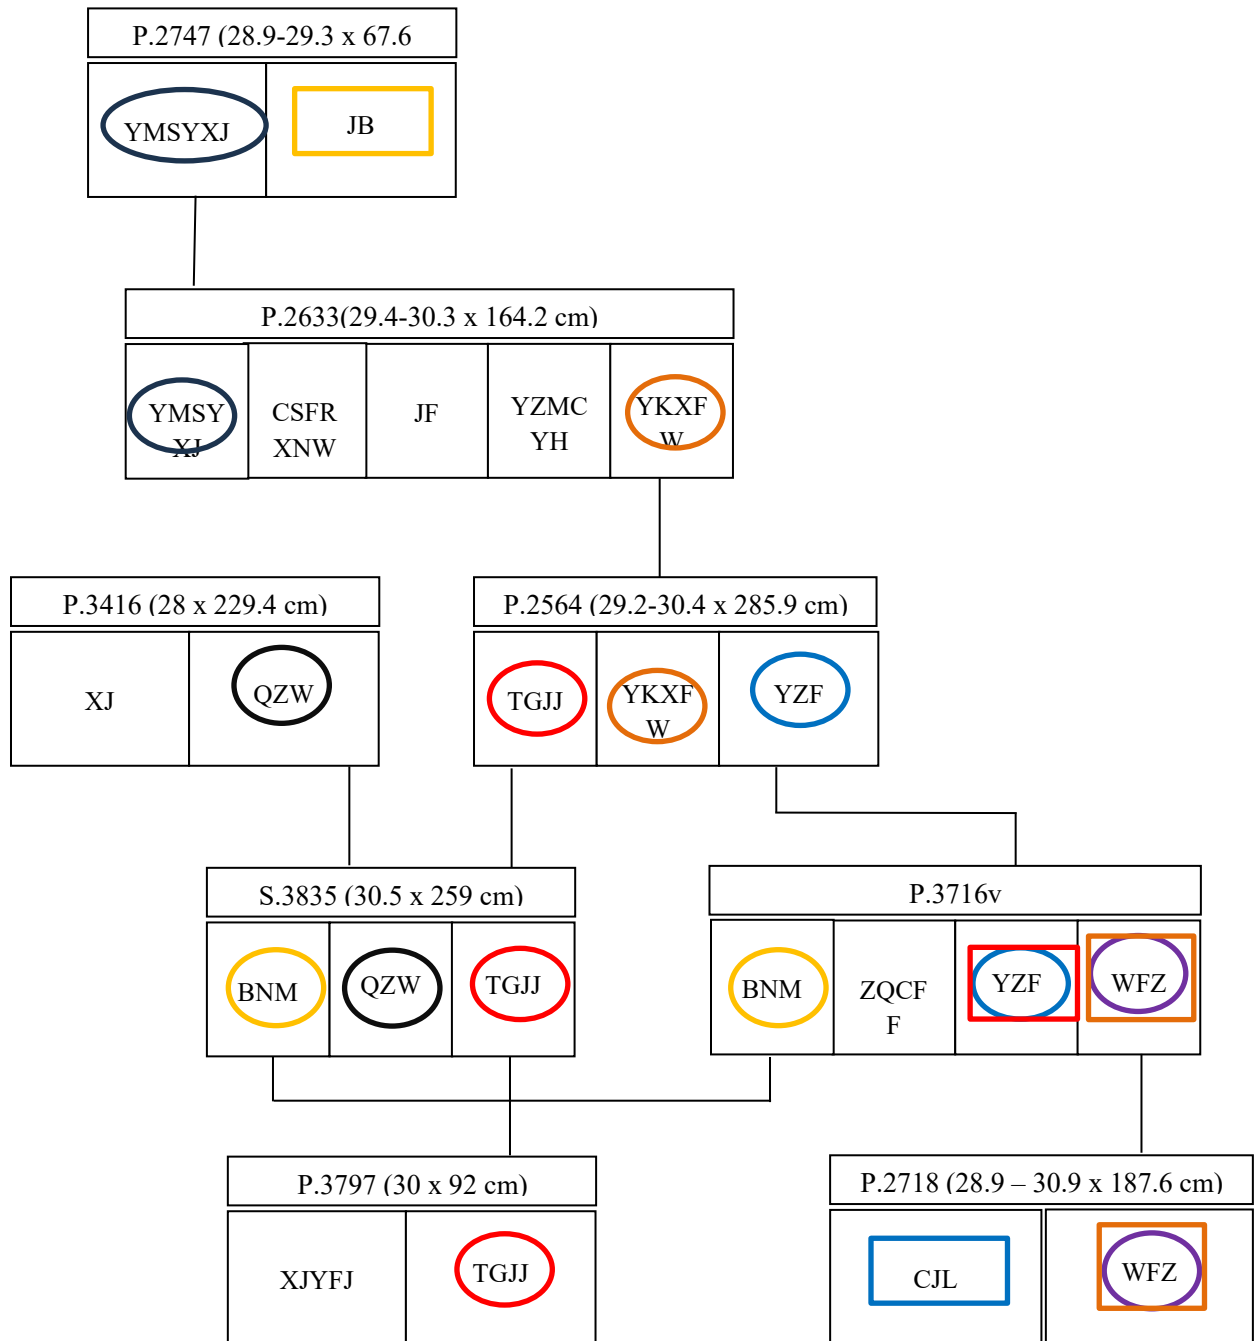 P.2747 (28.9-29.3 x 67.6
YMSYXJ
JB
P.2633(29.4-30.3 x 164.2 cm)
YMSY
XJ
CSFR
XNW
JF
YZMC
YH
YKXF
W
P.3416 (28 x 229.4 cm)
XJ
QZW
P.2564 (29.2-30.4 x 285.9 cm)
TGJJ
YKXF
W
YZF
S.3835 (30.5 x 259 cm)
BNM
QZW
TGJJ
P.3716v
BNM
ZQCF
F
YZF
WFZ
P.3797 (30 x 92 cm)
XJYFJ
TGJJ
P.2718 (28.9 – 30.9 x 187.6 cm)
CJL
WFZ